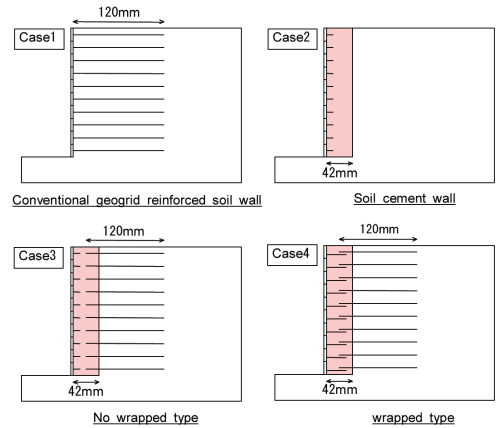 Case1
120mm
Conventional geogrid reinforced soil wall
Case2
42mm
Soil cement wall
Case3
120mm
42mm
No wrapped type
Case4
120mm
42mm
wrapped type